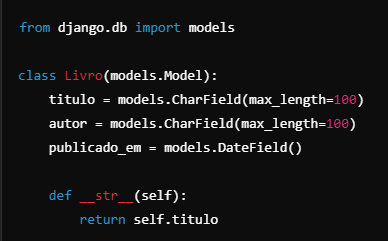 from django.db import models

class Livro(models.Model):
    titulo = models.CharField(max_length=100)
    autor = models.CharField(max_length=100)
    publicado_em = models.DateField()

    def __str__(self):
        return self.titulo